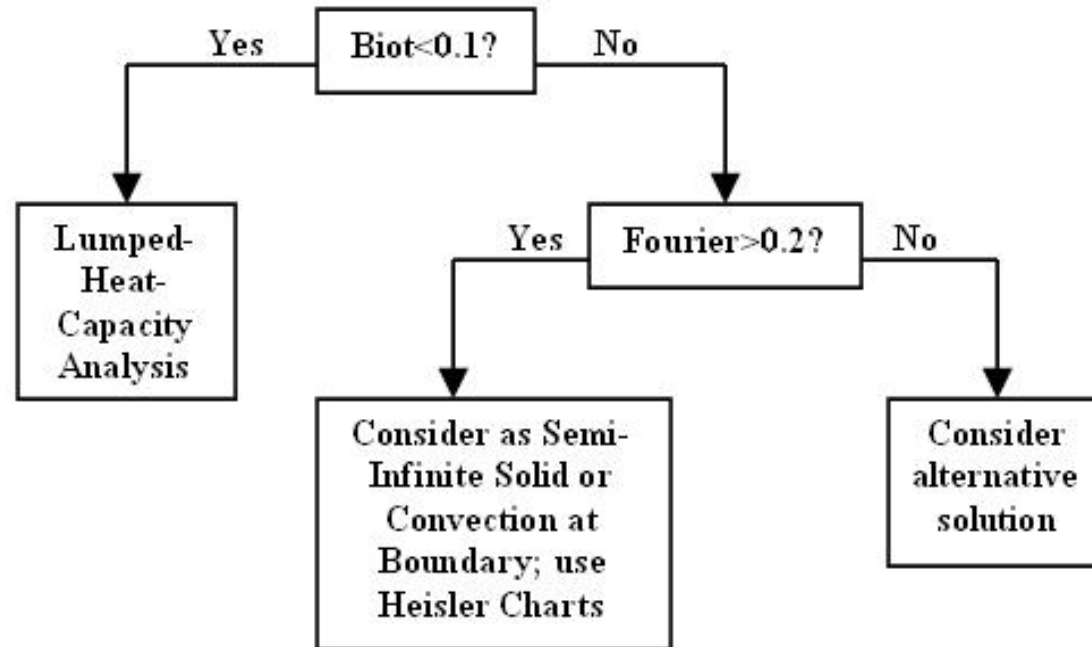 Yes
Biot<0.1?
No
Lumped-
Heat-
Capacity
Analysis
Yes
Fourier>0.2?
No
Consider as Semi-
Infinite Solid or
Convection at
Boundary; use
Heisler Charts
Consider
alternative
solution